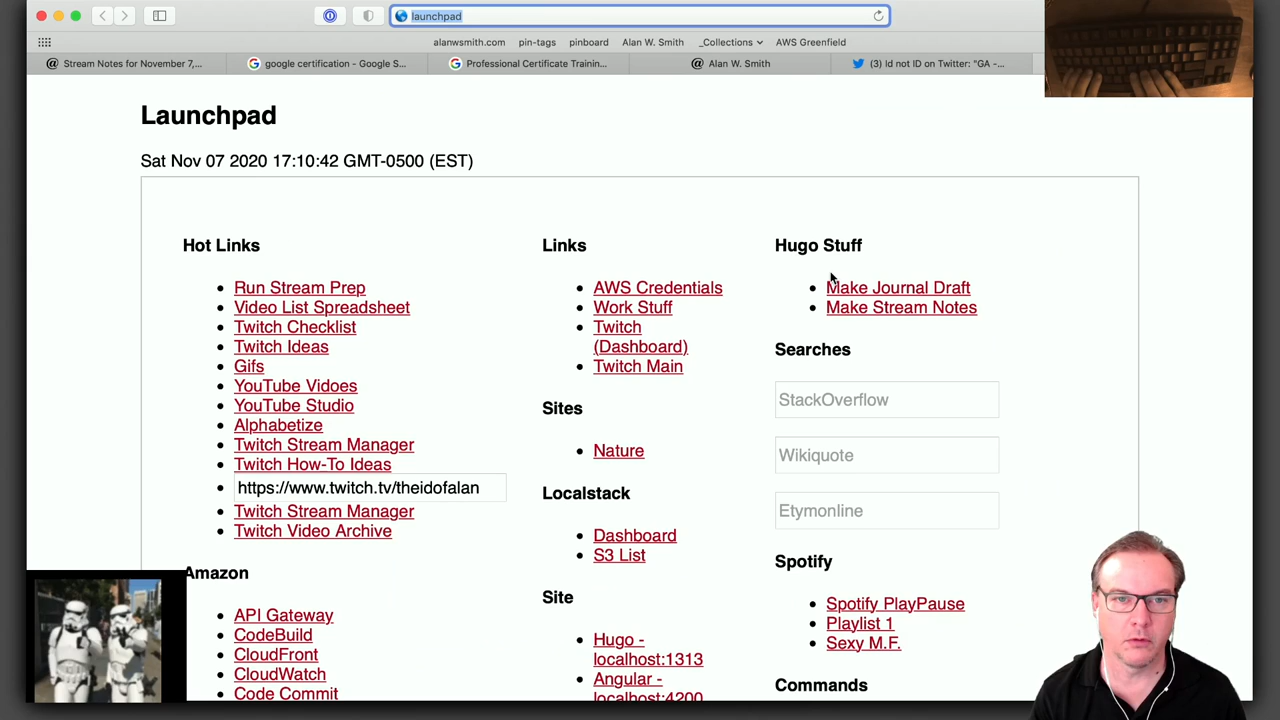 launchpad
alanwsmith.com
pin-tags
pinboard
Alan W. Smith
_Collections
AWS Greenfield
Stream Notes for November 7,...
google certification - Google S...
Professional Certificate Trainin...
Alan W. Smith
(3) Id not ID on Twitter: "GA -...
Launchpad
Sat Nov 07 2020 17:10:42 GMT-0500 (EST)
Hot Links
Run Stream Prep
Video List Spreadsheet
Twitch Checklist
Twitch Ideas
Gifs
YouTube Vidoes
YouTube Studio
Alphabetize
Twitch Stream Manager
Twitch How-To Ideas
https://www.twitch.tv/theidofalan
Twitch Stream Manager
Twitch Video Archive
Amazon
API Gateway
CodeBuild
CloudFront
CloudWatch
Code Commit
Links
AWS Credentials
Work Stuff
Twitch
(Dashboard)
Twitch Main
Sites
Nature
Localstack
Dashboard
S3 List
Site
Hugo -
localhost:1313
Angular -
localhost:4200
Hugo Stuff
Make Journal Draft
Make Stream Notes
Searches
StackOverflow
Wikiquote
Etymonline
Spotify
Spotify PlayPause
Playlist 1
Sexy M.F.
Commands